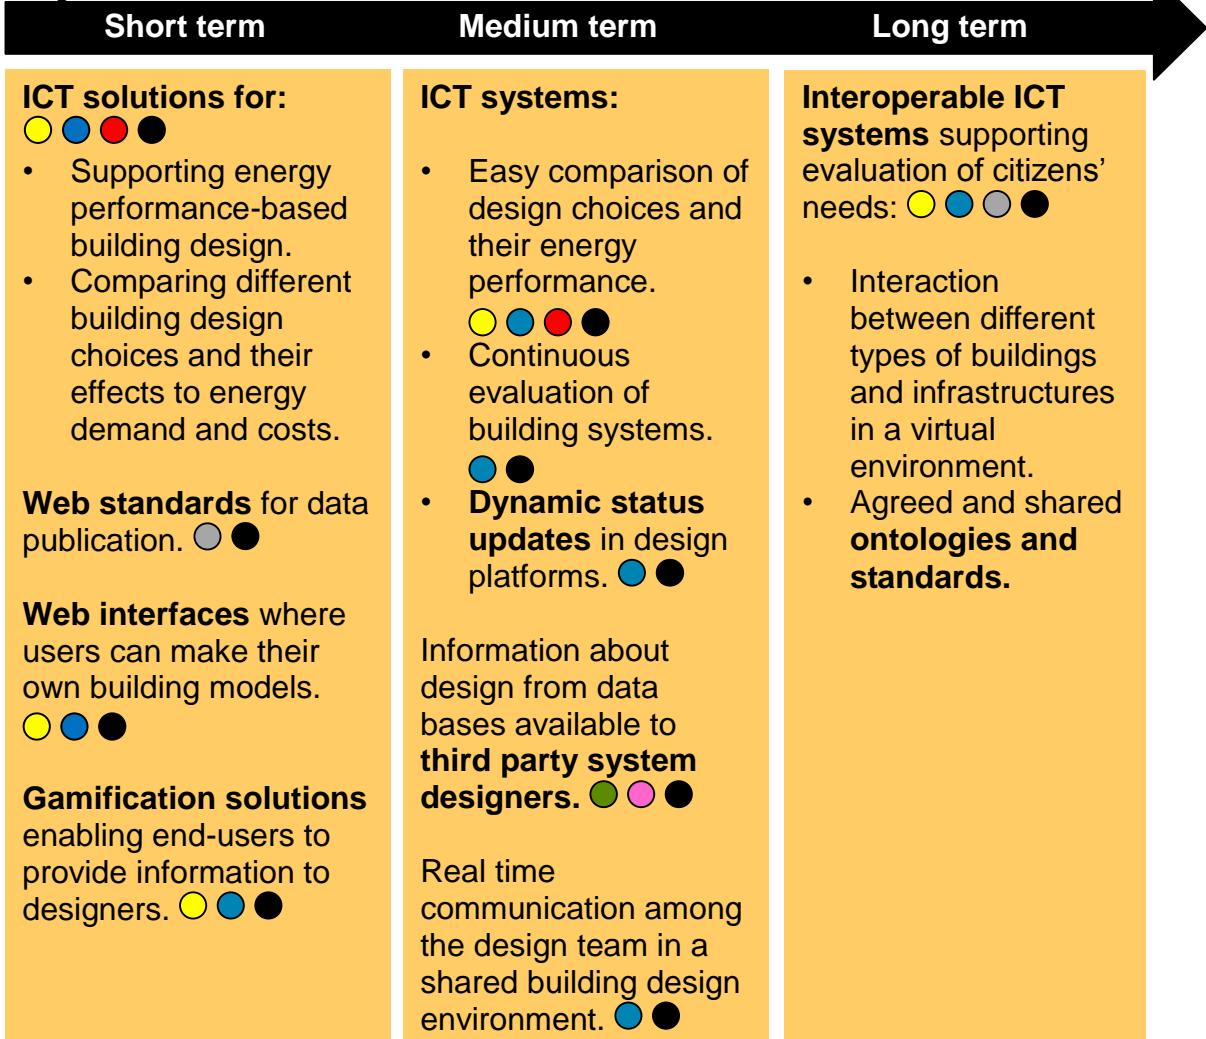 Short term
Medium term
Long term
ICT solutions for:
• Supporting energy
performance-based
building design.
• Comparing different
building design
choices and their
effects to energy
demand and costs.
Web standards for data
publication.
Web interfaces where
users can make their
own building models.
Gamification solutions
enabling end-users to
provide information to
designers.
ICT systems:
• Easy comparison of
design choices and
their energy
performance.
• Continuous
evaluation of
building systems.
• Dynamic status
updates in design
platforms.
Information about
design from data
bases available to
third party system
designers.
Real time
communication among
the design team in a
shared building design
environment.
Interoperable ICT
systems supporting
evaluation of citizens’
needs:
• Interaction
between different
types of buildings
and infrastructures
in a virtual
environment.
• Agreed and shared
ontologies and
standards.